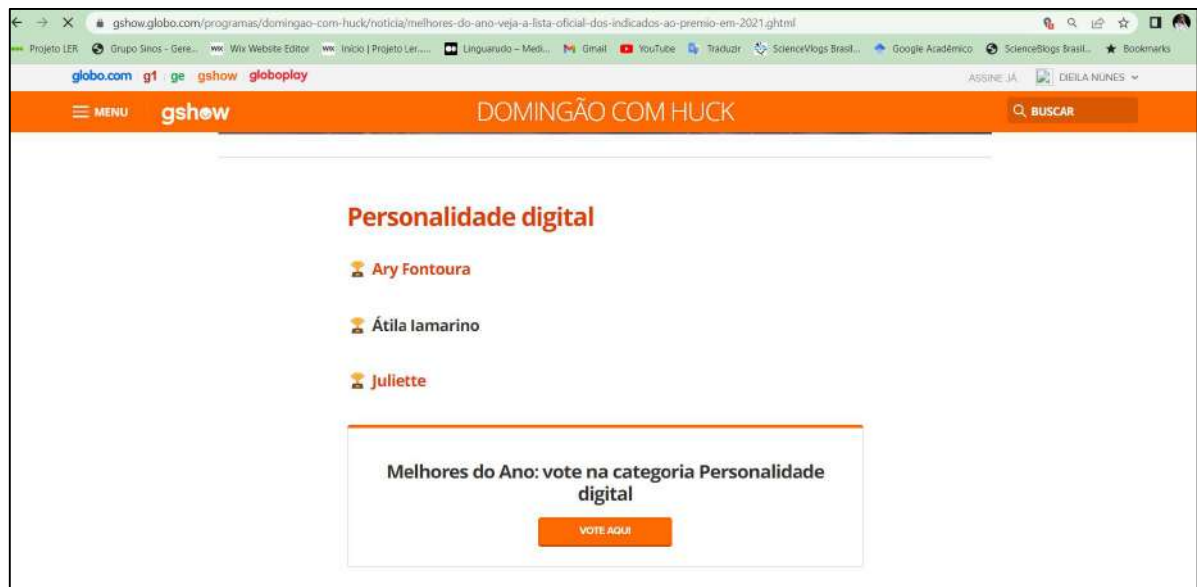 gshow.globo.com/programas/domingao-com-huck/noticia/melhores-do-ano-veja-a-lista-oficial-dos-indicados-ao-premio-em-2021.ghtml
Projeto LER Grupo Sinos - Gere... WIX Wix Website Editor WIX Início | Projeto Ler..... Linguarudo – Medi... Gmail YouTube Traduzir ScienceVlogs Brasil... Google Acadêmico ScienceBlogs Brasil... Bookmarks
globo.com g1 ge gshow globoplay ASSINE JÁ DIEILA NUNES
MENU gshow DOMINGÃO COM HUCK BUSCAR
Personalidade digital
Ary Fontoura
Átila Iamarino
Juliette
Melhores do Ano: vote na categoria Personalidade
digital
VOTE AQUI